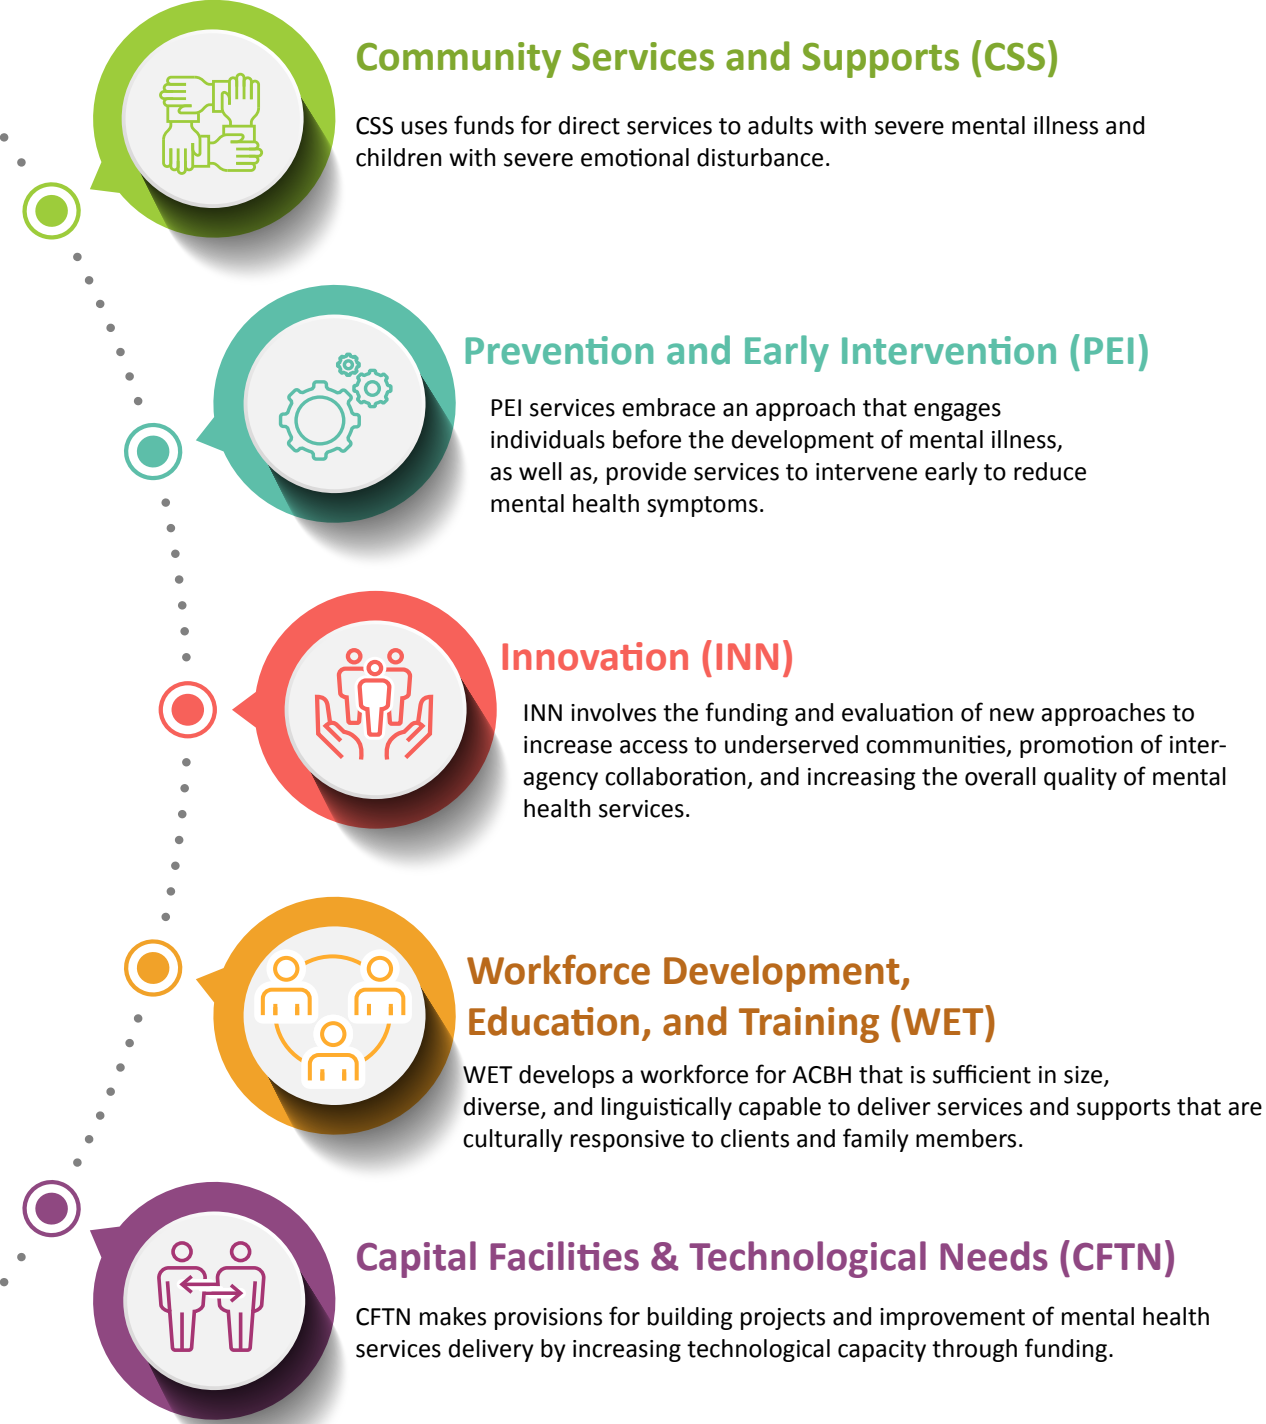 Community Services and Supports (CSS)
CSS uses funds for direct services to adults with severe mental illness and
children with severe emotional disturbance.
Prevention and Early Intervention (PEI)
PEI services embrace an approach that engages
individuals before the development of mental illness,
as well as, provide services to intervene early to reduce
mental health symptoms.
Innovation (INN)
INN involves the funding and evaluation of new approaches to
increase access to underserved communities, promotion of inter-
agency collaboration, and increasing the overall quality of mental
health services.
Workforce Development,
Education, and Training (WET)
WET develops a workforce for ACBH that is sufficient in size,
diverse, and linguistically capable to deliver services and supports that are
culturally responsive to clients and family members.
Capital Facilities & Technological Needs (CFTN)
CFTN makes provisions for building projects and improvement of mental health
services delivery by increasing technological capacity through funding.